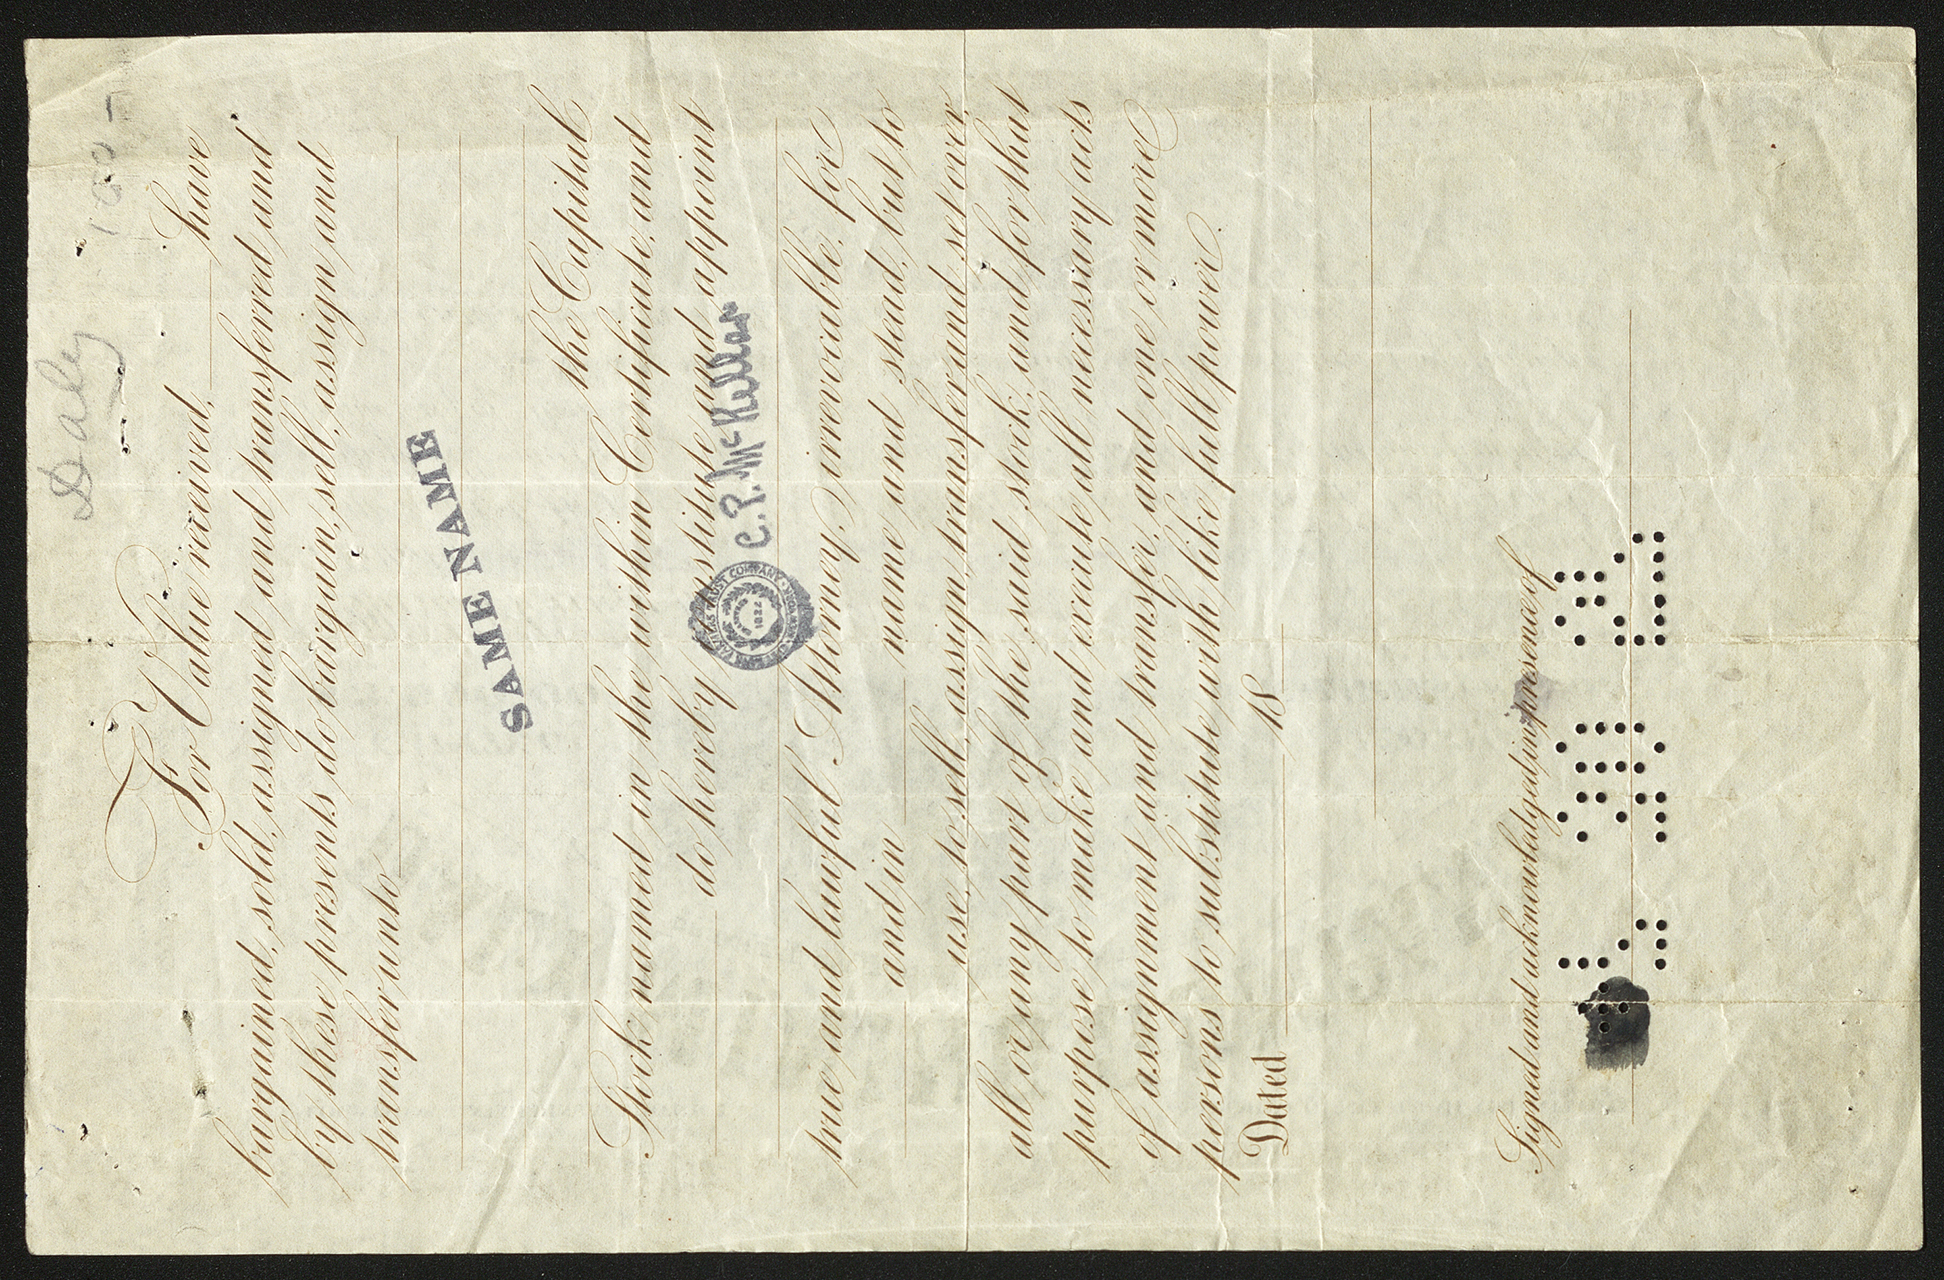 Daly 100 -
For Value received, have
bargained, sold, assigned and transferred and
by these presents do bargain, sell, assign and
transfer unto
SAME NAME
the Capital
Stock named in the within Certificate, and
do hereby constitute and appoint
TRUST COMPANY 1822
C. P. McKellar
true and lawful Attorney, irrevocable, for
and in name and stead, but to
use, to sell, assign, transfer and set over,
all or any part of the said stock, and for that
purpose to make and execute all necessary acts
of assignment and transfer, and one or more
persons to substitute with like full power.
Dated 18
Signed and acknowledged in presence of